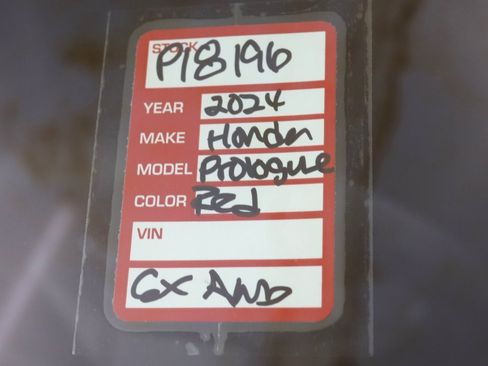 STOCK P18196
YEAR 2024
MAKE Honda
MODEL Prologue
COLOR Red
VIN
EX AWD